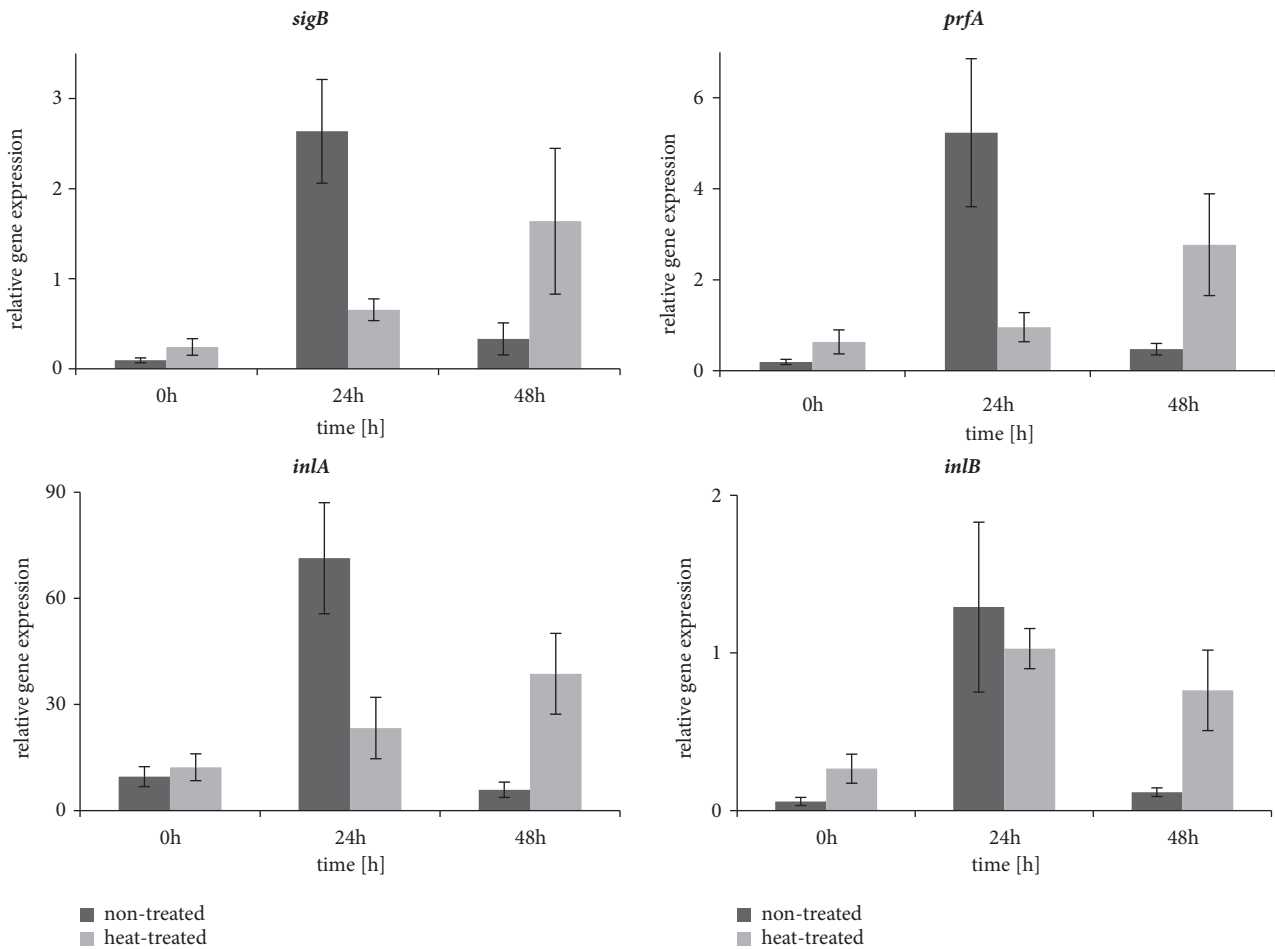 sigB
relative gene expression
3
2
1
0
0h 24h 48h
time [h]
prfA
relative gene expression
6
4
2
0
0h 24h 48h
time [h]
inlA
relative gene expression
90
60
30
0
0h 24h 48h
time [h]
non-treated
heat-treated
inlB
relative gene expression
2
1
0
0h 24h 48h
time [h]
non-treated
heat-treated